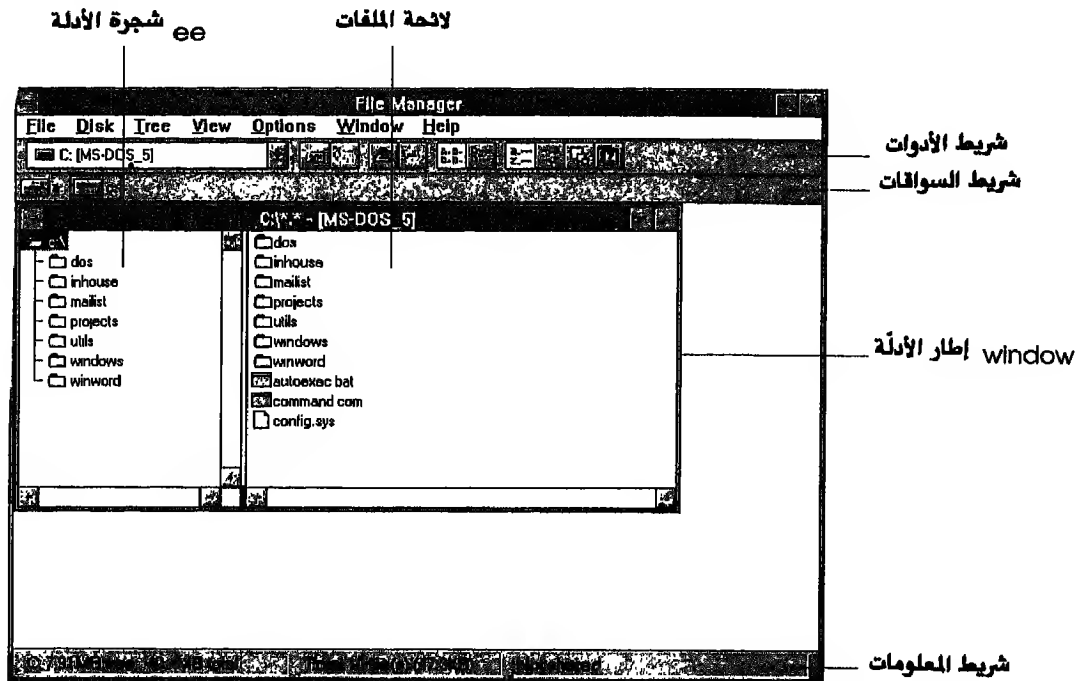 شجرة الأدلة ee
لائحة الملفات
File Manager
File Disk Tree View Options Window Help
C: [MS-DOS_5]
شريط الأدوات
شريط السواقات
C:\*.* - [MS-DOS_5]
c:\
dos
inhouse
mailist
projects
utils
windows
winword
dos
inhouse
mailist
projects
utils
windows
winword
autoexec bat
command com
config.sys
إطار الأدلّة window
شريط المعلومات